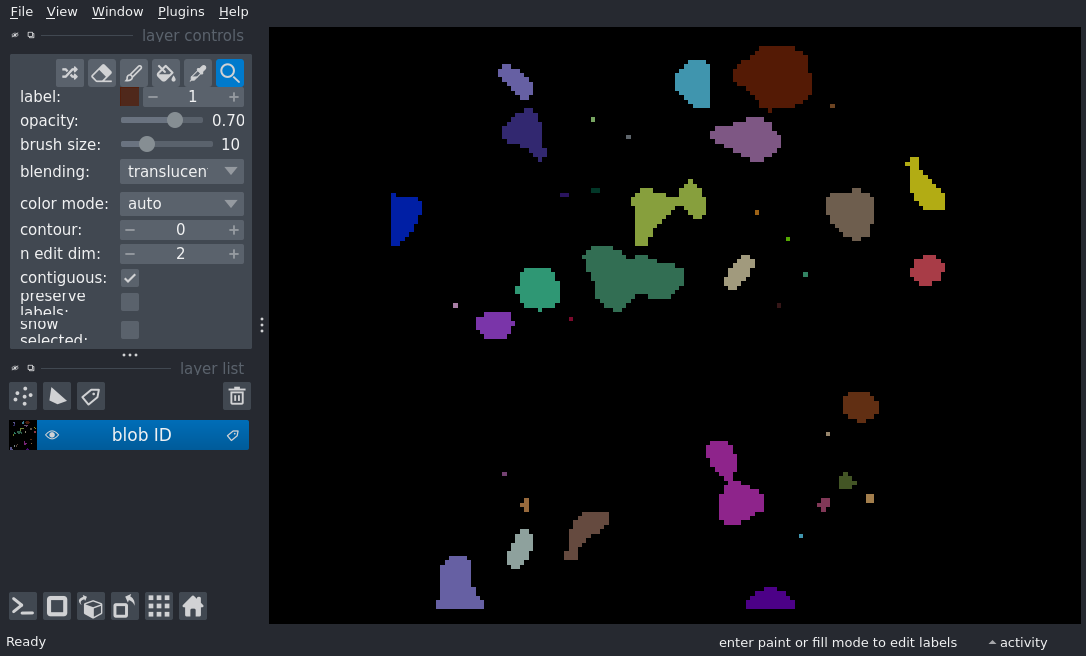 File View Window Plugins Help
layer controls
label: 1
opacity: 0.70
brush size: 10
blending: translucen
color mode: auto
contour: 0
n edit dim: 2
contiguous:
preserve
labels:
show
selected:
layer list
blob ID
Ready
enter paint or fill mode to edit labels
activity